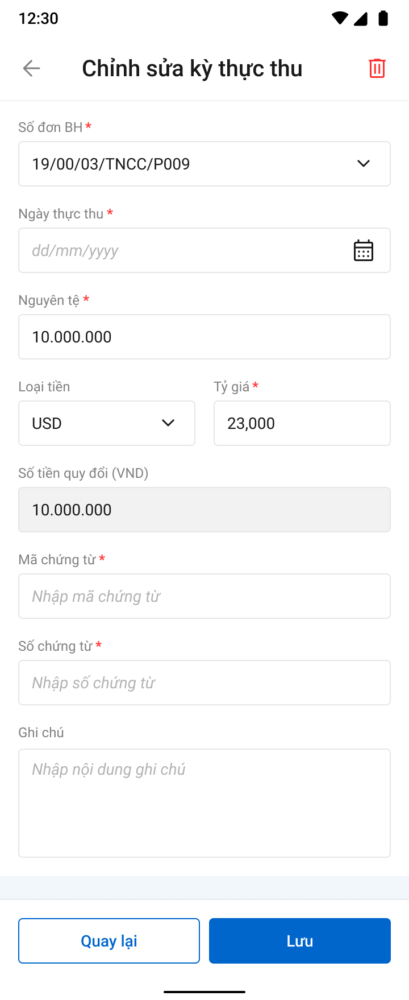 12:30
Chỉnh sửa kỳ thực thu
Số đơn BH *
19/00/03/TNCC/P009
Ngày thực thu *
dd/mm/yyyy
Nguyên tệ *
10.000.000
Loại tiền
Tỷ giá *
USD
23,000
Số tiền quy đổi (VND)
10.000.000
Mã chứng từ *
Nhập mã chứng từ
Số chứng từ *
Nhập số chứng từ
Ghi chú
Nhập nội dung ghi chú
Quay lại
Lưu